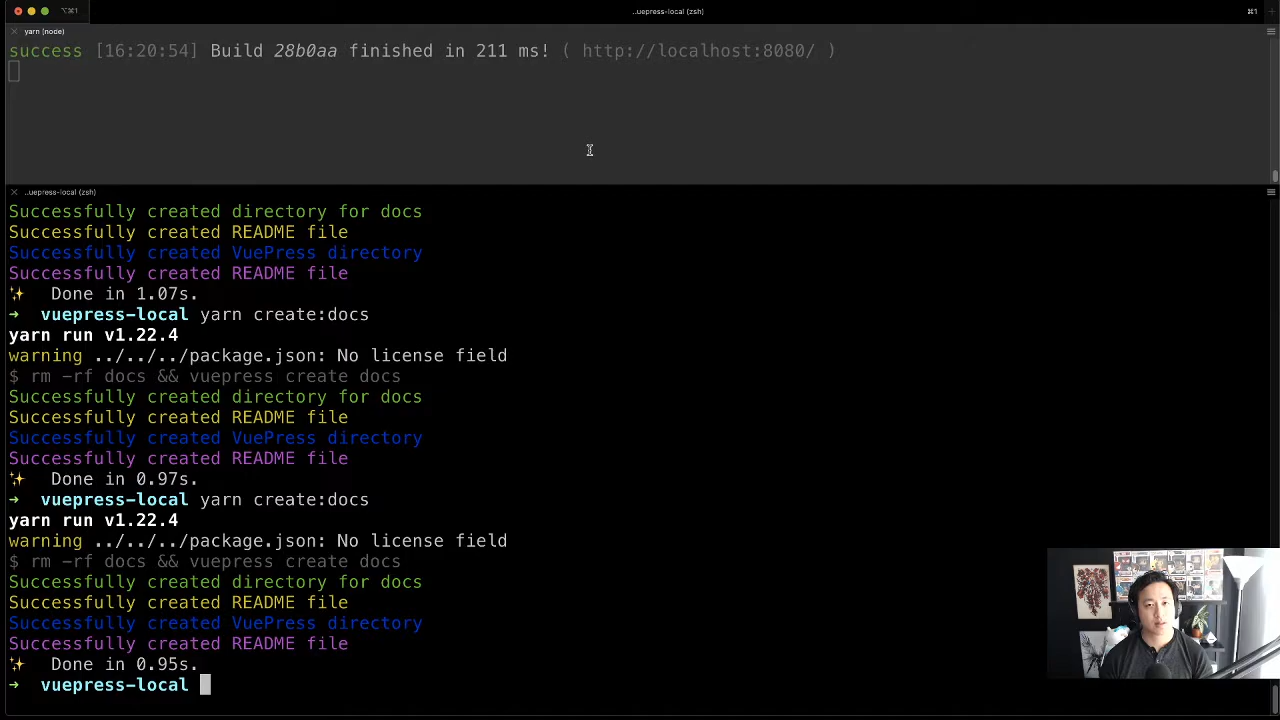 ⌥⌘1
..uepress-local (zsh)
⌘1
yarn (node)
success [16:20:54] Build 28b0aa finished in 211 ms! ( http://localhost:8080/ )
..uepress-local (zsh)
Successfully created directory for docs
Successfully created README file
Successfully created VuePress directory
Successfully created README file
✨  Done in 1.07s.
→  vuepress-local yarn create:docs
yarn run v1.22.4
warning ../../../package.json: No license field
$ rm -rf docs && vuepress create docs
Successfully created directory for docs
Successfully created README file
Successfully created VuePress directory
Successfully created README file
✨  Done in 0.97s.
→  vuepress-local yarn create:docs
yarn run v1.22.4
warning ../../../package.json: No license field
$ rm -rf docs && vuepress create docs
Successfully created directory for docs
Successfully created README file
Successfully created VuePress directory
Successfully created README file
✨  Done in 0.95s.
→  vuepress-local